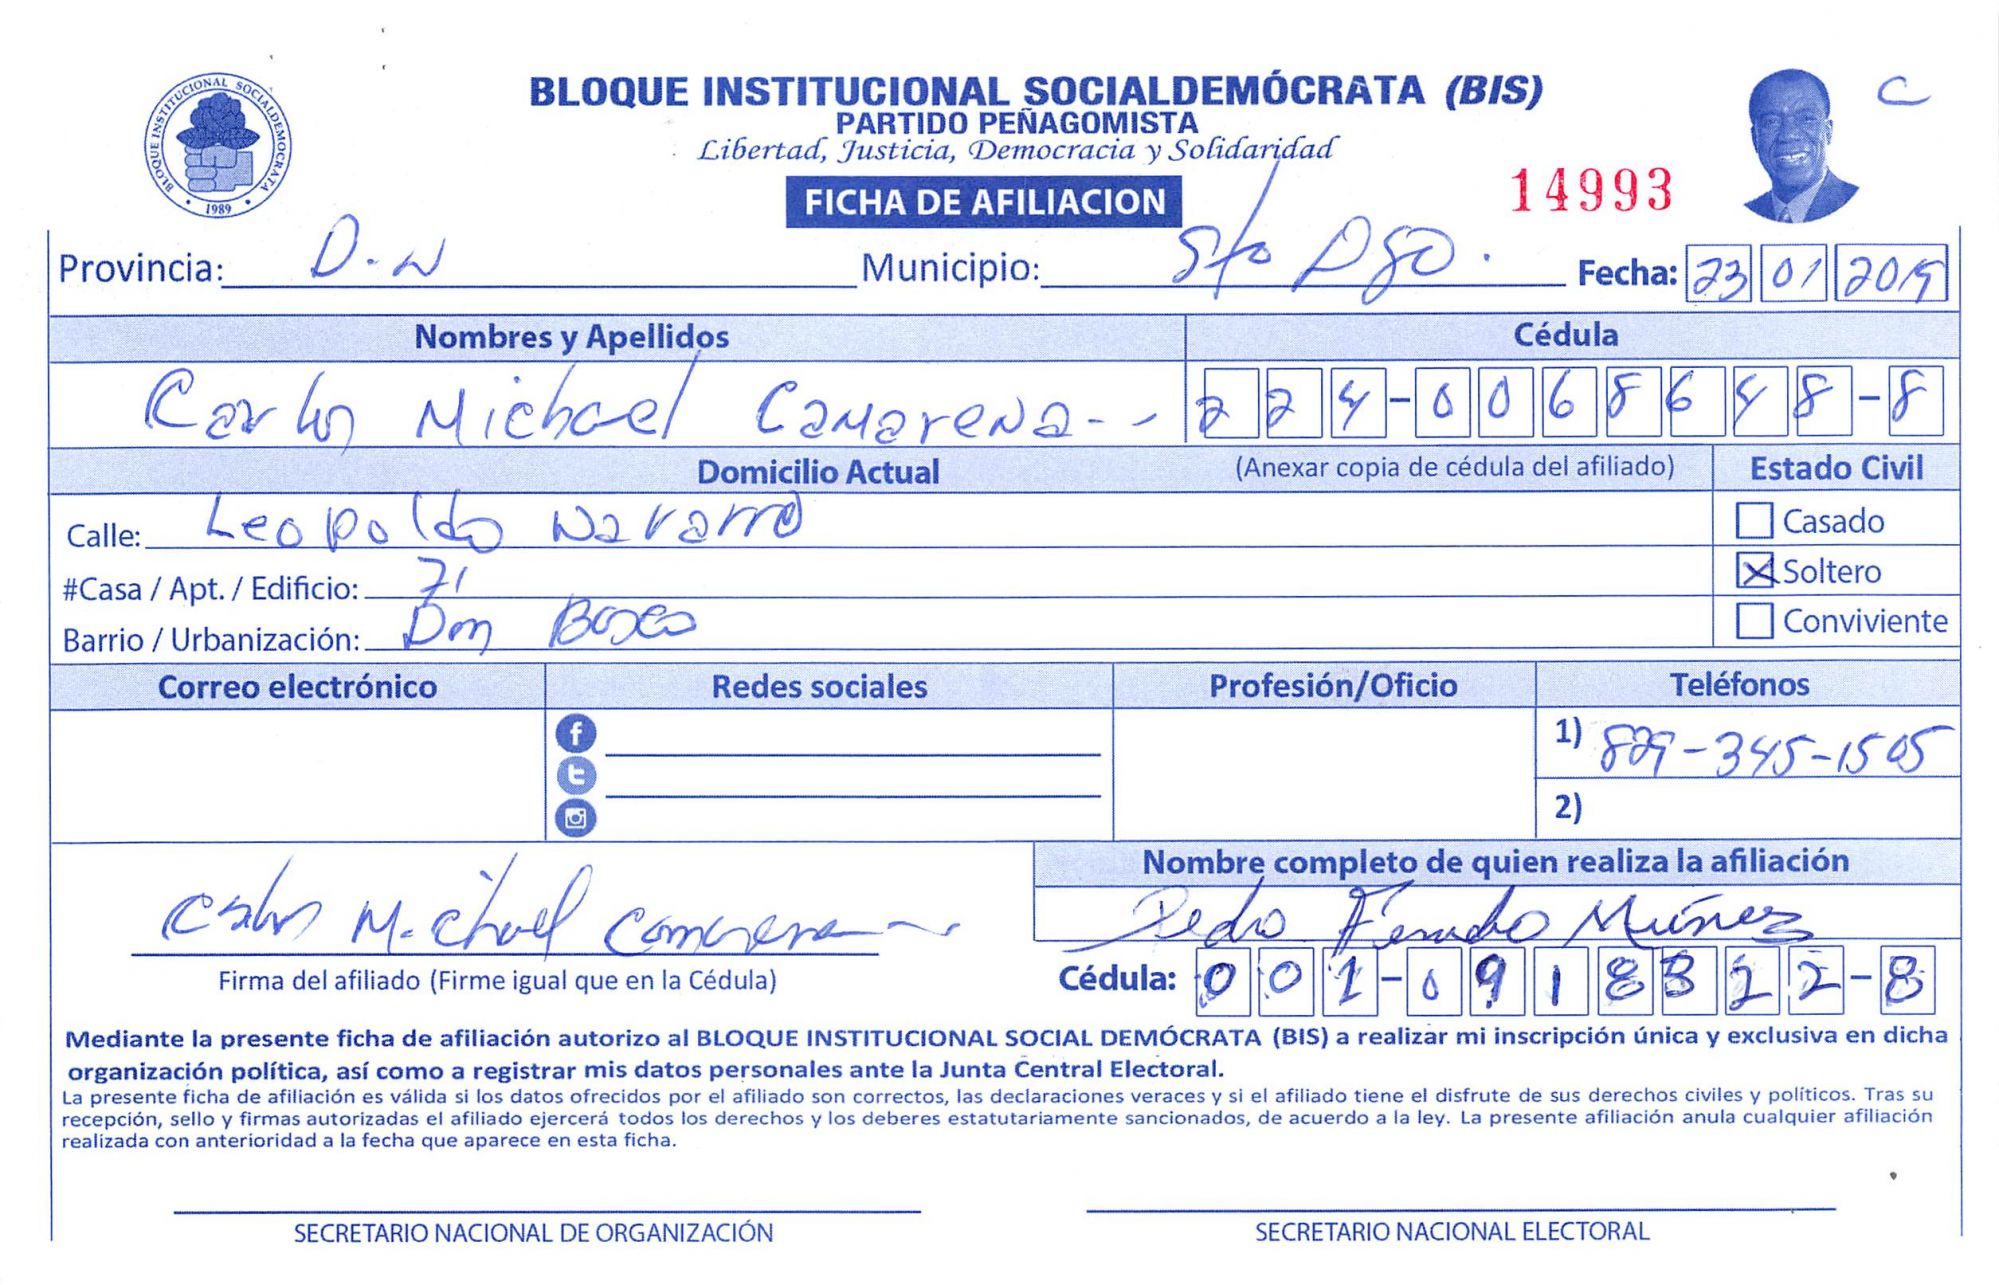 BLOQUE INSTITUCIONAL SOCIALDEMOCRATA
1989
BLOQUE INSTITUCIONAL SOCIALDEMÓCRATA (BIS)
PARTIDO PEÑAGOMISTA
Libertad, Justicia, Democracia y Solidaridad
C
FICHA DE AFILIACION
14993
Provincia: D.N Municipio: Sto Dgo. Fecha: 23 01 2019
Nombres y Apellidos Cédula
Carlos Michael Camarena-- 224-0068648-8
Domicilio Actual (Anexar copia de cédula del afiliado) Estado Civil
Calle: Leopoldo Navarro Casado
#Casa / Apt. / Edificio: 71 Soltero
Barrio / Urbanización: Don Bosco Conviviente
Correo electrónico Redes sociales Profesión/Oficio Teléfonos
1) 829-345-1505
2)
Nombre completo de quien realiza la afiliación
Carlos Michael Camarena Pedro Muñez
Firma del afiliado (Firme igual que en la Cédula) Cédula: 001-0918322-8
Mediante la presente ficha de afiliación autorizo al BLOQUE INSTITUCIONAL SOCIAL DEMÓCRATA (BIS) a realizar mi inscripción única y exclusiva en dicha
organización política, así como a registrar mis datos personales ante la Junta Central Electoral.
La presente ficha de afiliación es válida si los datos ofrecidos por el afiliado son correctos, las declaraciones veraces y si el afiliado tiene el disfrute de sus derechos civiles y políticos. Tras su
recepción, sello y firmas autorizadas el afiliado ejercerá todos los derechos y los deberes estatutariamente sancionados, de acuerdo a la ley. La presente afiliación anula cualquier afiliación
realizada con anterioridad a la fecha que aparece en esta ficha.
SECRETARIO NACIONAL DE ORGANIZACIÓN SECRETARIO NACIONAL ELECTORAL